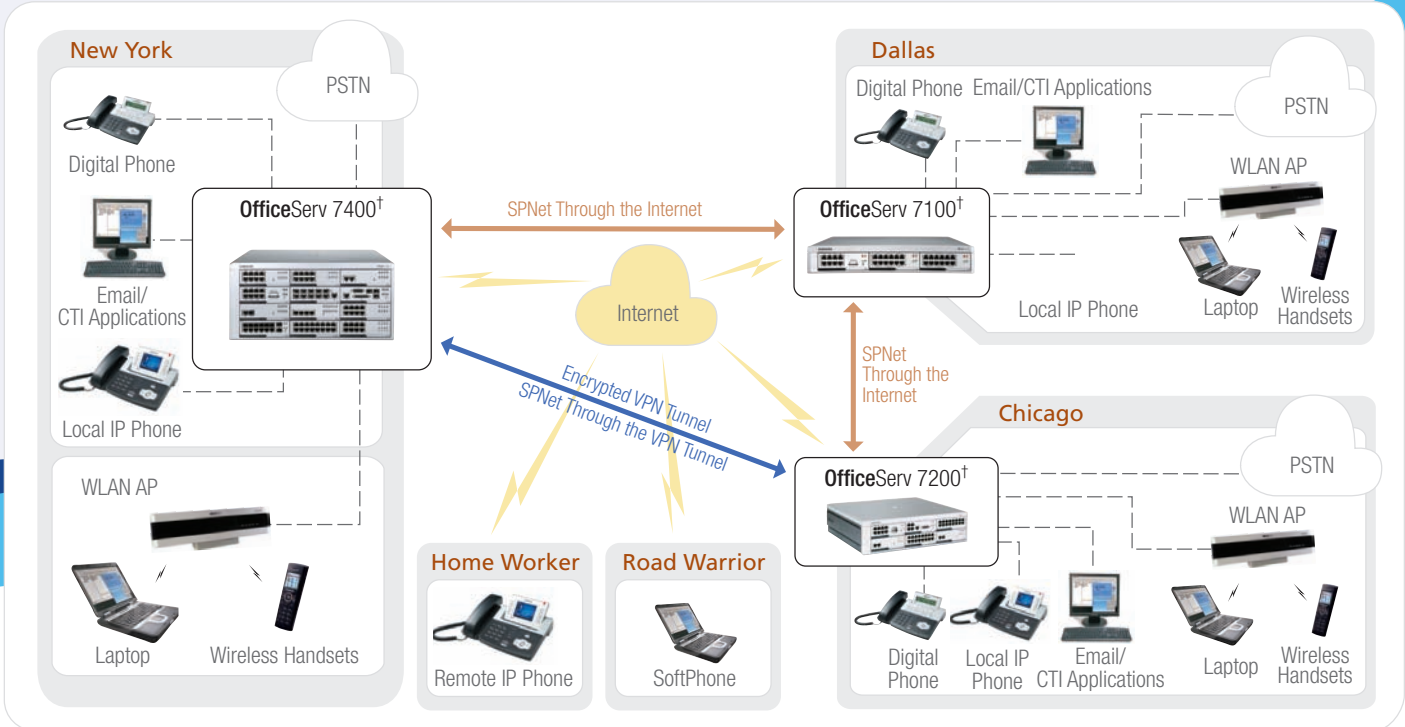 New York
PSTN
Digital Phone
OfficeServ 7400†
Email/
CTI Applications
Local IP Phone
WLAN AP
Laptop
Wireless Handsets
SPNet Through the Internet
Internet
Encrypted VPN Tunnel
SPNet Through the VPN Tunnel
SPNet
Through the
Internet
Home Worker
Remote IP Phone
Road Warrior
SoftPhone
Dallas
Digital Phone
Email/CTI Applications
PSTN
OfficeServ 7100†
WLAN AP
Local IP Phone
Laptop
Wireless
Handsets
Chicago
PSTN
OfficeServ 7200†
WLAN AP
Digital
Phone
Local IP
Phone
Email/
CTI Applications
Laptop
Wireless
Handsets